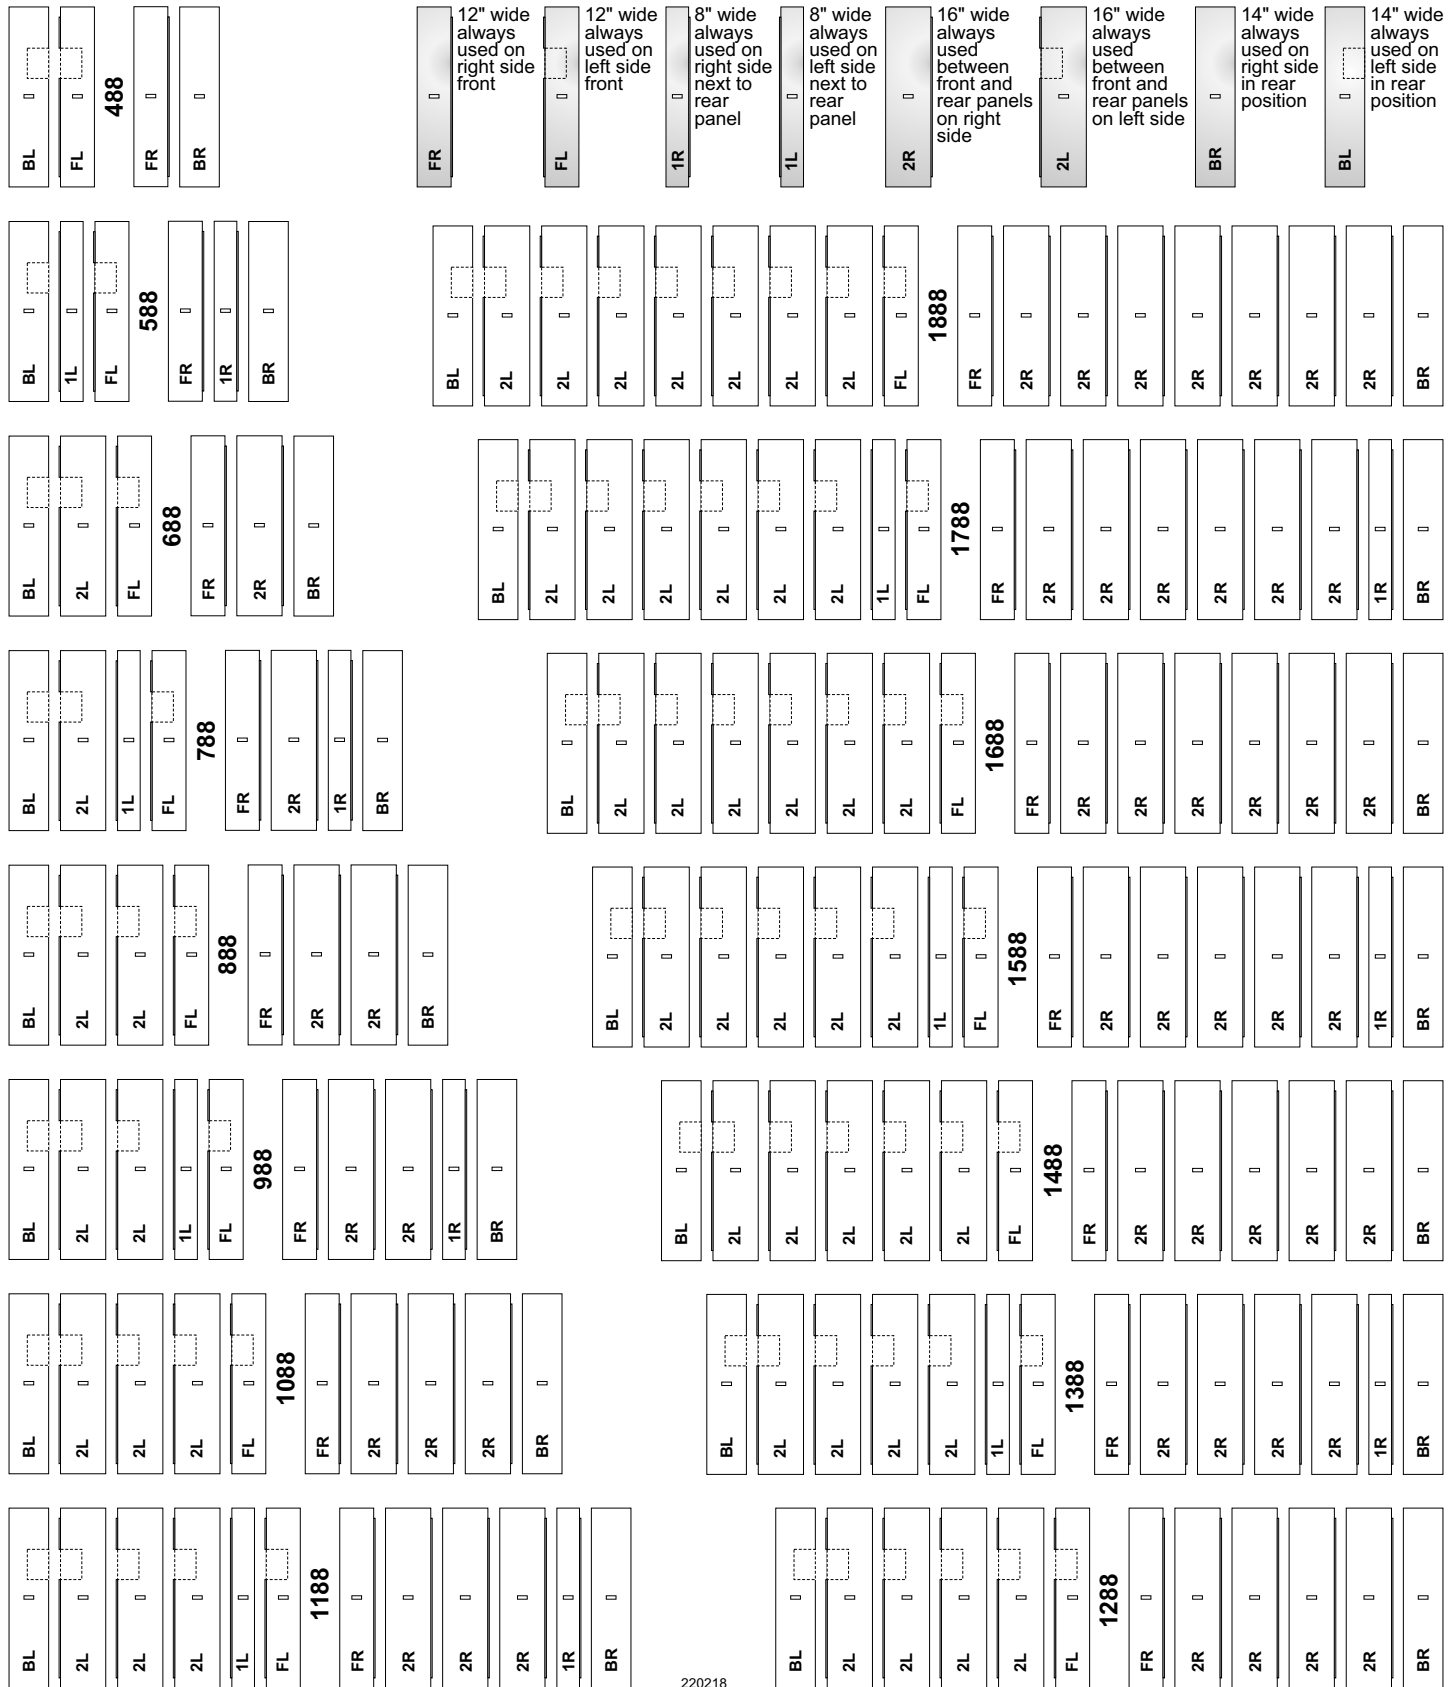 BL FL 488 FR BR
FR
12" wide
always
used on
right side
front
FL
12" wide
always
used on
left side
front
1R
8" wide
always
used on
right side
next to
rear
panel
1L
8" wide
always
used on
left side
next to
rear
panel
2R
16" wide
always
used
between
front and
rear panels
on right
side
2L
16" wide
always
used
between
front and
rear panels
on left side
BR
14" wide
always
used on
right side
in rear
position
BL
14" wide
always
used on
left side
in rear
position
BL 1L FL 588 FR 1R BR
BL 2L 2L 2L 2L 2L 2L 2L FL 1888 FR 2R 2R 2R 2R 2R 2R 2R BR
BL 2L FL 688 FR 2R BR
BL 2L 2L 2L 2L 2L 2L 1L FL 1788 FR 2R 2R 2R 2R 2R 2R 1R BR
BL 2L 1L FL 788 FR 2R 1R BR
BL 2L 2L 2L 2L 2L 2L FL 1688 FR 2R 2R 2R 2R 2R 2R BR
BL 2L 2L FL 888 FR 2R 2R BR
BL 2L 2L 2L 2L 2L 1L FL 1588 FR 2R 2R 2R 2R 2R 1R BR
BL 2L 2L 1L FL 988 FR 2R 2R 1R BR
BL 2L 2L 2L 2L 2L FL 1488 FR 2R 2R 2R 2R 2R BR
BL 2L 2L 2L FL 1088 FR 2R 2R 2R BR
BL 2L 2L 2L 2L 1L FL 1388 FR 2R 2R 2R 2R 1R BR
BL 2L 2L 2L 1L FL 1188 FR 2R 2R 2R 1R BR
BL 2L 2L 2L 2L FL 1288 FR 2R 2R 2R 2R BR
220218